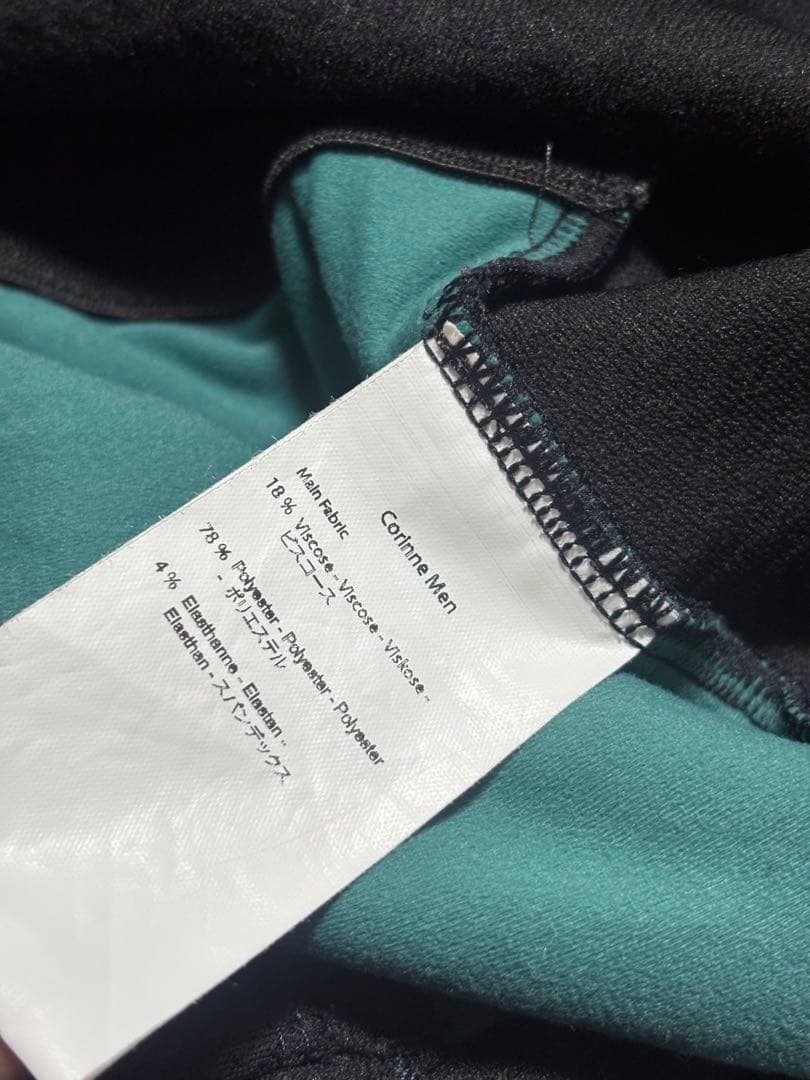 Corinne Men
Main Fabric
18 % Viscose - Viscose - Viskose -
ビスコース
78 % Polyester - Polyester - Polyester
- ポリエステル
4 % Elasthanne - Elastan -
Elasthan - スパンデックス